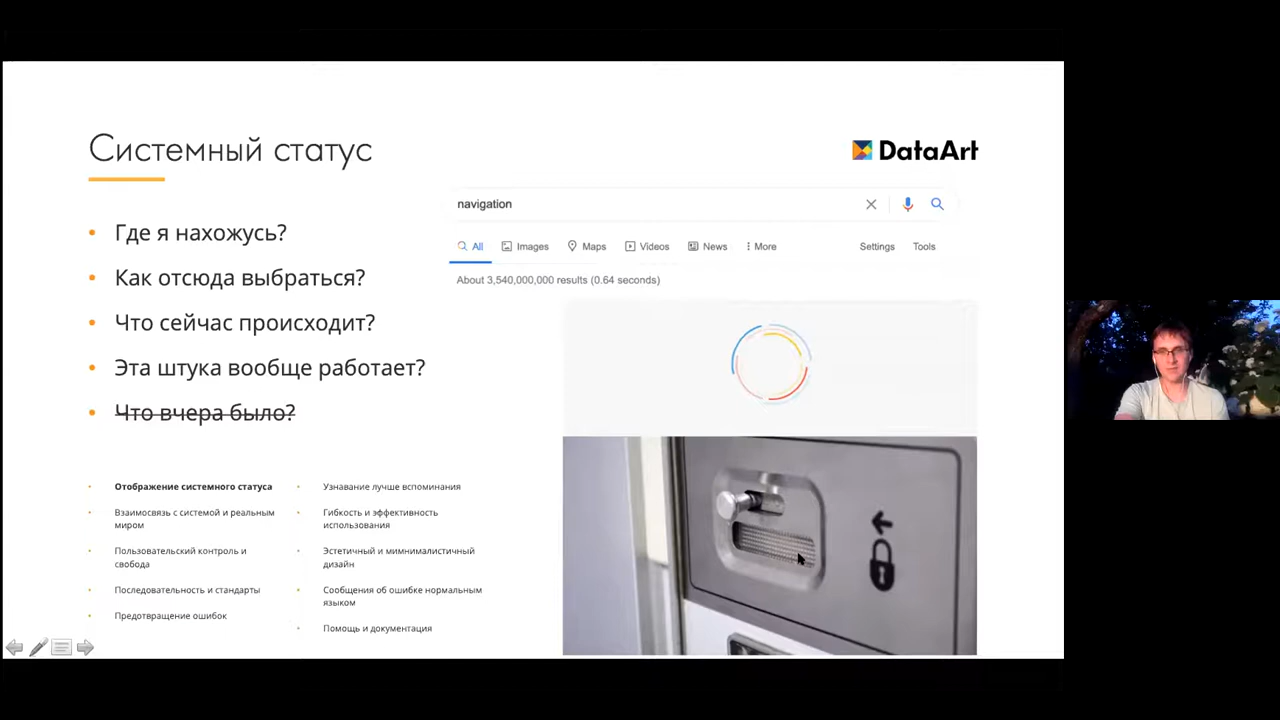 Системный статус
DataArt
Где я нахожусь?
Как отсюда выбраться?
Что сейчас происходит?
Эта штука вообще работает?
Что вчера было?
navigation
All Images Maps Videos News More Settings Tools
About 3,540,000,000 results (0.64 seconds)
Отображение системного статуса
Взаимосвязь с системой и реальным
миром
Пользовательский контроль и
свобода
Последовательность и стандарты
Предотвращение ошибок
Узнавание лучше вспоминания
Гибкость и эффективность
использования
Эстетичный и мимнималистичный
дизайн
Сообщения об ошибке нормальным
языком
Помощь и документация